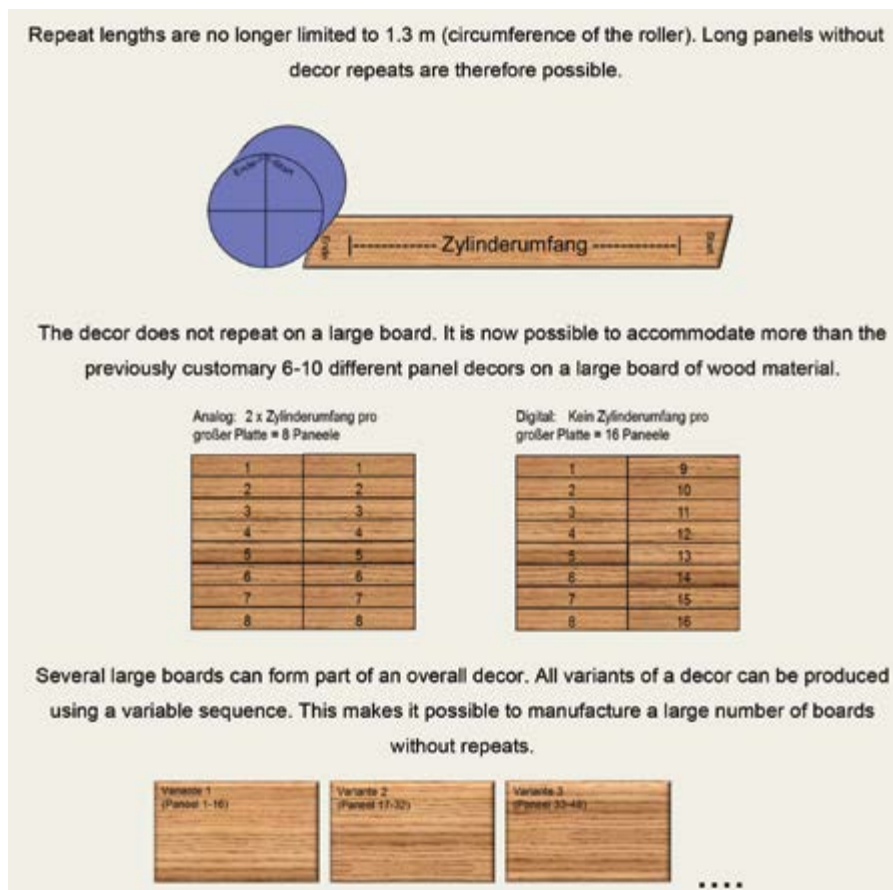 Repeat lengths are no longer limited to 1.3 m (circumference of the roller). Long panels without
decor repeats are therefore possible.
Ende Start
Ende |----------- Zylinderumfang -----------| Start
The decor does not repeat on a large board. It is now possible to accommodate more than the
previously customary 6-10 different panel decors on a large board of wood material.
Analog: 2 x Zylinderumfang pro
großer Platte = 8 Paneele
1 1
2 2
3 3
4 4
5 5
6 6
7 7
8 8
Digital: Kein Zylinderumfang pro
großer Platte = 16 Paneele
1 9
2 10
3 11
4 12
5 13
6 14
7 15
8 16
Several large boards can form part of an overall decor. All variants of a decor can be produced
using a variable sequence. This makes it possible to manufacture a large number of boards
without repeats.
Variante 1
(Paneel 1-16)
Variante 2
(Paneel 17-32)
Variante 3
(Paneel 33-48)
....